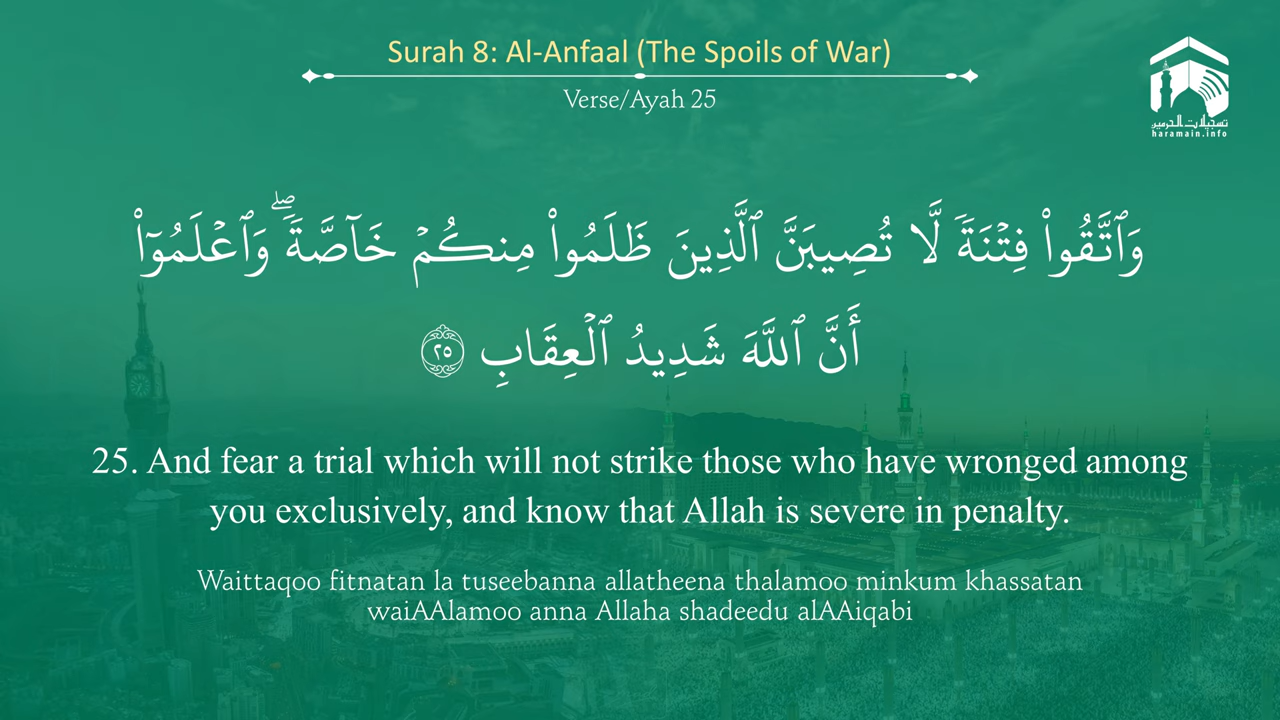 Surah 8: Al-Anfaal (The Spoils of War)
Verse/Ayah 25
تسجيلات الحرمين
haramain.info
وَٱتَّقُوا۟ فِتْنَةً لَّا تُصِيبَنَّ ٱلَّذِينَ ظَلَمُوا۟ مِنكُمْ خَآصَّةً ۖ وَٱعْلَمُوٓا۟
أَنَّ ٱللَّهَ شَدِيدُ ٱلْعِقَابِ ٢٥
25. And fear a trial which will not strike those who have wronged among
you exclusively, and know that Allah is severe in penalty.
Waittaqoo fitnatan la tuseebanna allatheena thalamoo minkum khassatan
waiAAlamoo anna Allaha shadeedu alAAiqabi